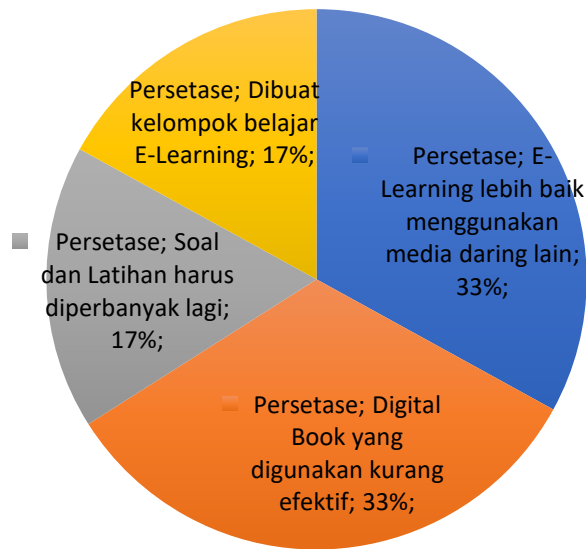 Persetase; Dibuat
kelompok belajar
E-Learning; 17%;
Persetase; E-
Learning lebih baik
menggunakan
media daring lain;
33%;
Persetase; Soal
dan Latihan harus
diperbanyak lagi;
17%;
Persetase; Digital
Book yang
digunakan kurang
efektif; 33%;